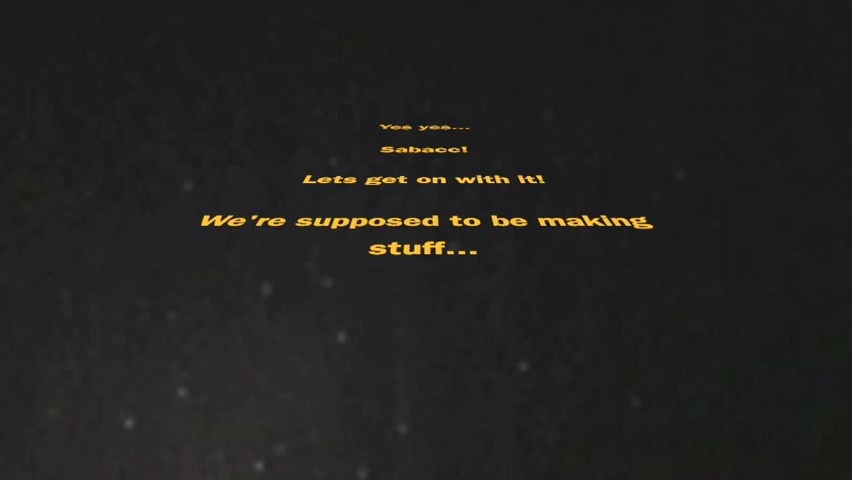 Yes yes...
Sabacc!
Lets get on with it!
We're supposed to be making
stuff...